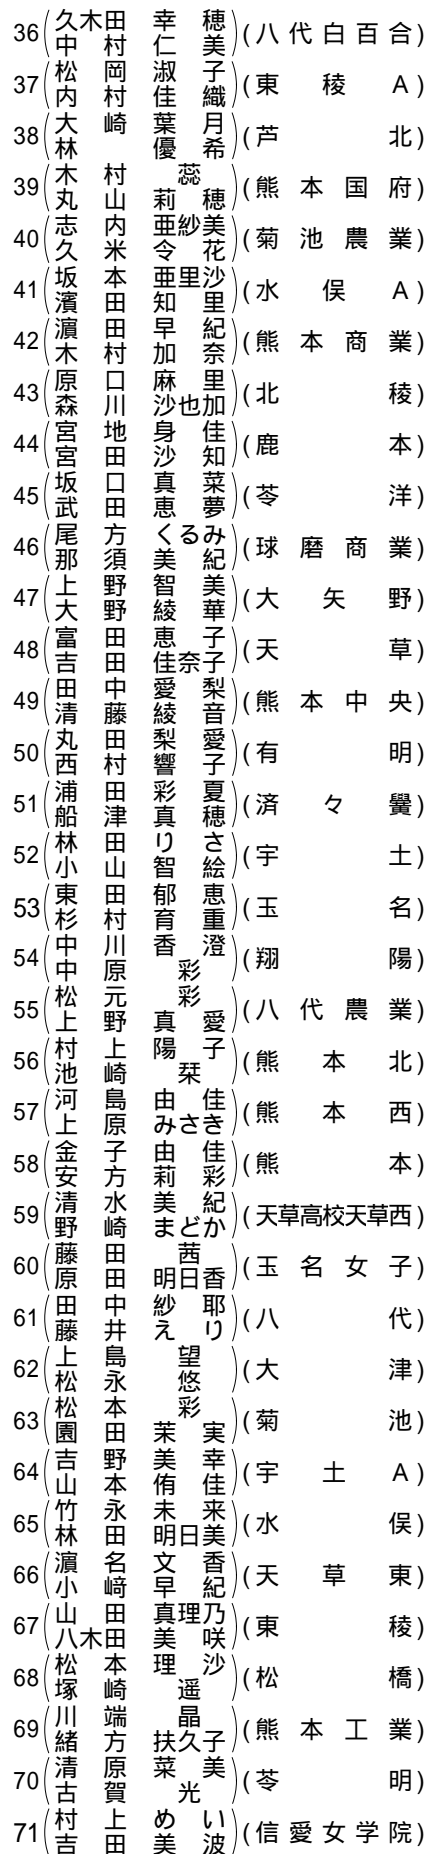 久木田 幸穂
36 (八代白百合)
中村 仁美
松岡 淑子
37 (東稜A)
内村 佳織
大崎 葉月
38 (芦北)
林 優希
木村 蕊
39 (熊本国府)
丸山 莉穂
志内 亜紗美
40 (菊池農業)
久米 令花
坂本 亜里沙
41 (水俣A)
濱田 知里
濵田 早紀
42 (熊本商業)
木村 加奈
原口 麻里
43 (北稜)
森川 沙也加
宮地 身佳
44 (鹿本)
宮田 沙知
坂口 真菜
45 (苓洋)
武田 恵夢
尾方 くるみ
46 (球磨商業)
那須 美紀
上野 智美
47 (大矢野)
大野 綾華
富田 恵子
48 (天草)
吉田 佳奈子
田中 愛梨
49 (熊本中央)
清藤 綾音
丸田 梨愛
50 (有明)
西村 響子
浦田 彩夏
51 (済々黌)
船津 真穂
林田 りさ
52 (宇土)
小山 智絵
東田 郁恵
53 (玉名)
杉村 育重
中川 香澄
54 (翔陽)
中原 彩
松元 彩
55 (八代農業)
上野 真愛
村上 陽子
56 (熊本北)
池崎 栞
河島 由佳
57 (熊本西)
上原 みさき
金子 由佳
58 (熊本)
安方 莉彩
清水 美紀
59 (天草高校天草西)
野崎 まどか
藤田 茜
60 (玉名女子)
原田 明日香
田中 紗耶
61 (八代)
藤井 えり
上島 望
62 (大津)
松永 悠
松本 彩
63 (菊池)
園田 茉実
吉野 美幸
64 (宇土A)
山本 侑佳
竹永 未来
65 (水俣)
林田 明日美
濵名 文香
66 (天草東)
小﨑 早紀
山田 真理乃
67 (東稜)
八木田 美咲
松本 理沙
68 (松橋)
塚崎 遥
川端 晶
69 (熊本工業)
緒方 扶久子
清原 菜美
70 (苓明)
古賀 光
村上 めい
71 (信愛女学院)
吉田 美波